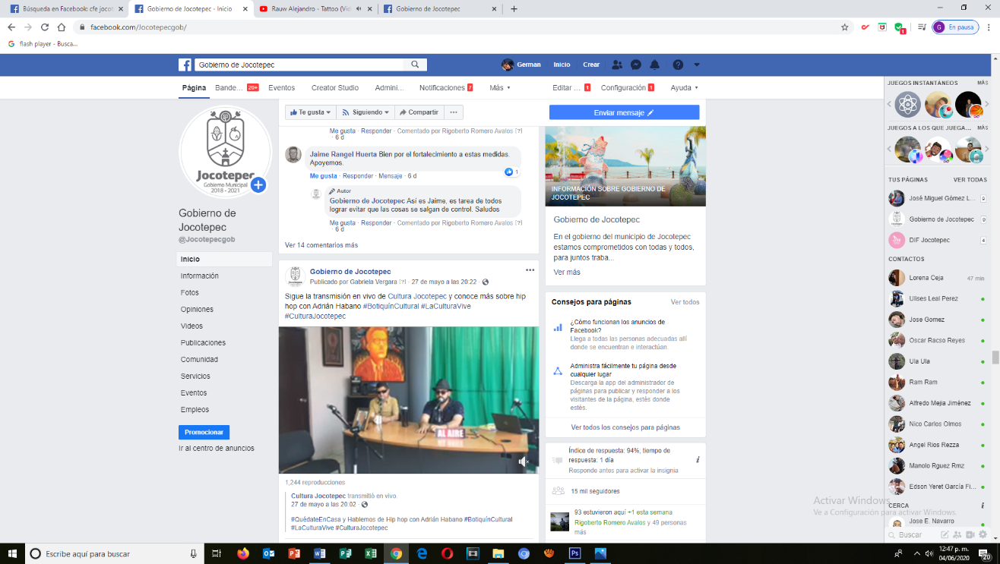 Búsqueda en Facebook: cfe jocot
Gobierno de Jocotepec - Inicio
Rauw Alejandro - Tattoo (Vid
Gobierno de Jocotepec
facebook.com/Jocotepecgob/
G
En pausa
flash player - Busca...
Gobierno de Jocotepec
German
Inicio
Crear
Página
Bande...
20+
Eventos
Creator Studio
Admini...
Notificaciones
7
Más
Editar ...
1
Configuración
1
Ayuda
Jocotepec
Gobierno Municipal
2018 - 2021
Gobierno de
Jocotepec
@Jocotepecgob
Inicio
Información
Fotos
Opiniones
Videos
Publicaciones
Comunidad
Servicios
Eventos
Empleos
Promocionar
Ir al centro de anuncios
Te gusta
Siguiendo
Compartir
...
Enviar mensaje
Me gusta · Responder · Comentado por Rigoberto Romero Avalos [?]
· 6 d
Jaime Rangel Huerta Bien por el fortalecimiento a estas medidas.
Apoyemos.
1
Me gusta · Responder · Mensaje · 6 d
Autor
Gobierno de Jocotepec Así es Jaime, es tarea de todos
lograr evitar que las cosas se salgan de control. Saludos
Me gusta · Responder · Comentado por Rigoberto Romero Avalos [?]
· 6 d
Ver 14 comentarios más
Gobierno de Jocotepec
Publicado por Gabriela Vergara [?] · 27 de mayo a las 20:22 ·
Sigue la transmisión en vivo de Cultura Jocotepec y conoce más sobre hip
hop con Adrián Habano #BotiquínCultural #LaCulturaVive
#CulturaJocotepec
AL AIRE
1,244 reproducciones
Cultura Jocotepec transmitió en vivo.
27 de mayo a las 20:02 ·
#QuédateEnCasa y Hablemos de Hip hop con Adrián Habano #BotiquínCultural
#LaCulturaVive #CulturaJocotepec
INFORMACIÓN SOBRE GOBIERNO DE
JOCOTEPEC
Gobierno de Jocotepec
En el gobierno del municipio de Jocotepec
estamos comprometidos con todas y todos,
para juntos traba...
Ver más
Consejos para páginas
Ver todos
¿Cómo funcionan los anuncios de
Facebook?
Llega a todas las personas adecuadas allí
donde se encuentran e interactúan.
Administra fácilmente tu página desde
cualquier lugar
Descarga la app del administrador de
páginas para publicar y responder a los
visitantes de la página, estés donde
estés.
Ver todos los consejos para páginas
Índice de respuesta: 94%, tiempo de
respuesta: 1 día
Responde antes para activar la insignia
15 mil seguidores
93 estuvieron aquí +1 esta semana
Rigoberto Romero Avalos y 49 personas
más
JUEGOS INSTANTÁNEOS
MÁS
JUEGOS A LOS QUE JUEGA...
MÁS
TUS PÁGINAS
VER TODAS
José Miguel Gómez L...
9
Gobierno de Jocotepec
9
DIF Jocotepec
4
CONTACTOS
Lorena Ceja
47 min
Ulises Leal Perez
Jose Gomez
Oscar Racso Reyes
Ula Ula
Ram Ram
Alfredo Mejia Jiménez
Nico Carlos Olmos
Angel Rios Rezza
Manolo Rguez Rmz
Edson Yeret García Fi...
CERCA
Jose E. Navarro
Buscar
Activar Windows
Ve a Configuración para activar Windows.
Escribe aquí para buscar
12:47 p. m.
04/06/2020
20